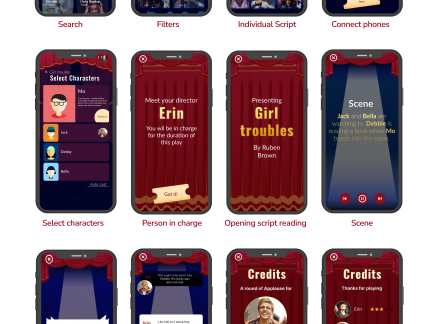 Search
Filters
Individual Script
Connect phones
Girl trouble
Select Characters
Mo
Select
Jack
Debby
Bella
Auto cast
Select characters
Meet your director
Erin
You will be in charge
for the duration of
this play
Got it!
Person in charge
Presenting
Girl
troubles
By Ruben
Brown
Opening script reading
Scene
Jack and Bella are
watching tv. Debbie is
reading a book when Mo
bursts into the room.
Scene
Bella
Credits
A round of Applause for
Credits
Thanks for playing
Erin